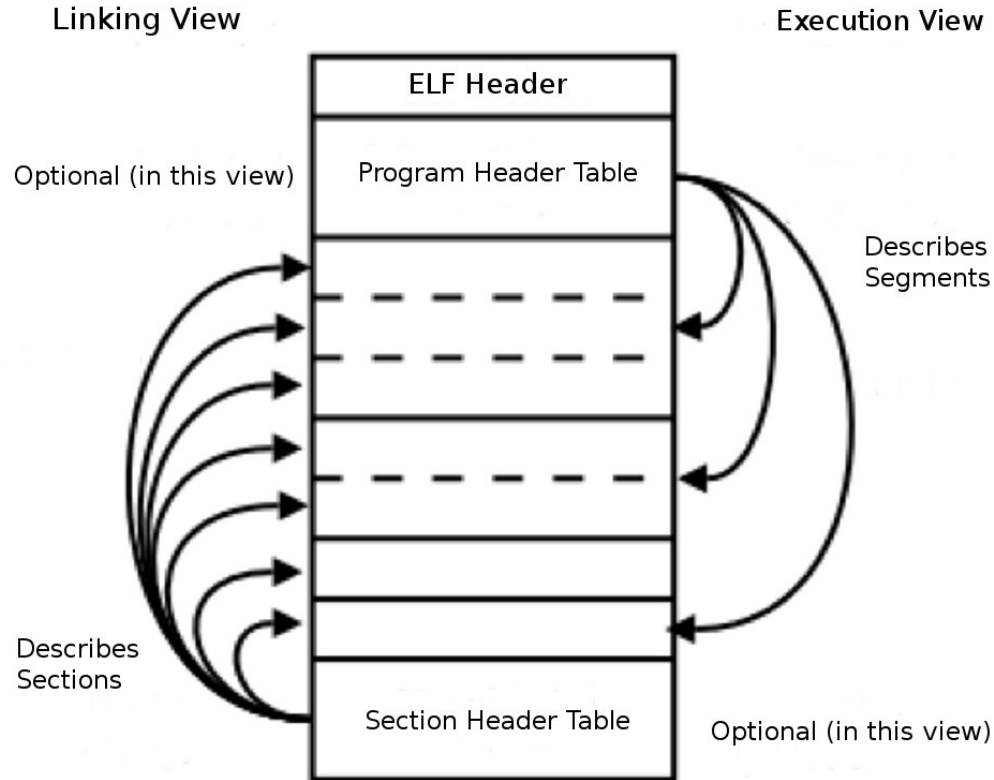 Linking View
Execution View
ELF Header
Optional (in this view)
Program Header Table
Describes
Segments
Describes
Sections
Section Header Table
Optional (in this view)